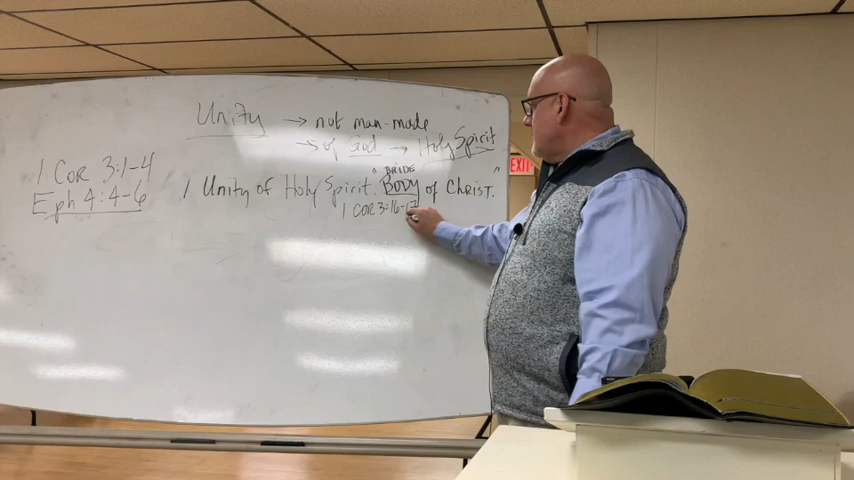 Unity → not man-made
→ of God → Holy Spirit
1 Cor 3:1-4
Eph 4:4-6
EXIT
BRIDE
1 Unity of Holy Spirit. "BODY of Christ."
1 COR 3:16-17